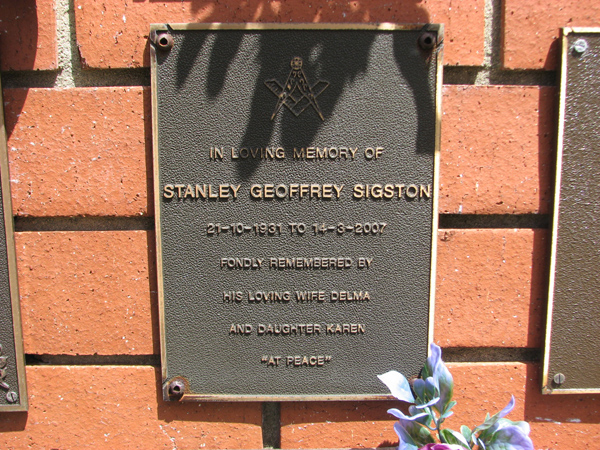 IN LOVING MEMORY OF
STANLEY GEOFFREY SIGSTON
21-10-1931 TO 14-3-2007
FONDLY REMEMBERED BY
HIS LOVING WIFE DELMA
AND DAUGHTER KAREN
"AT PEACE"